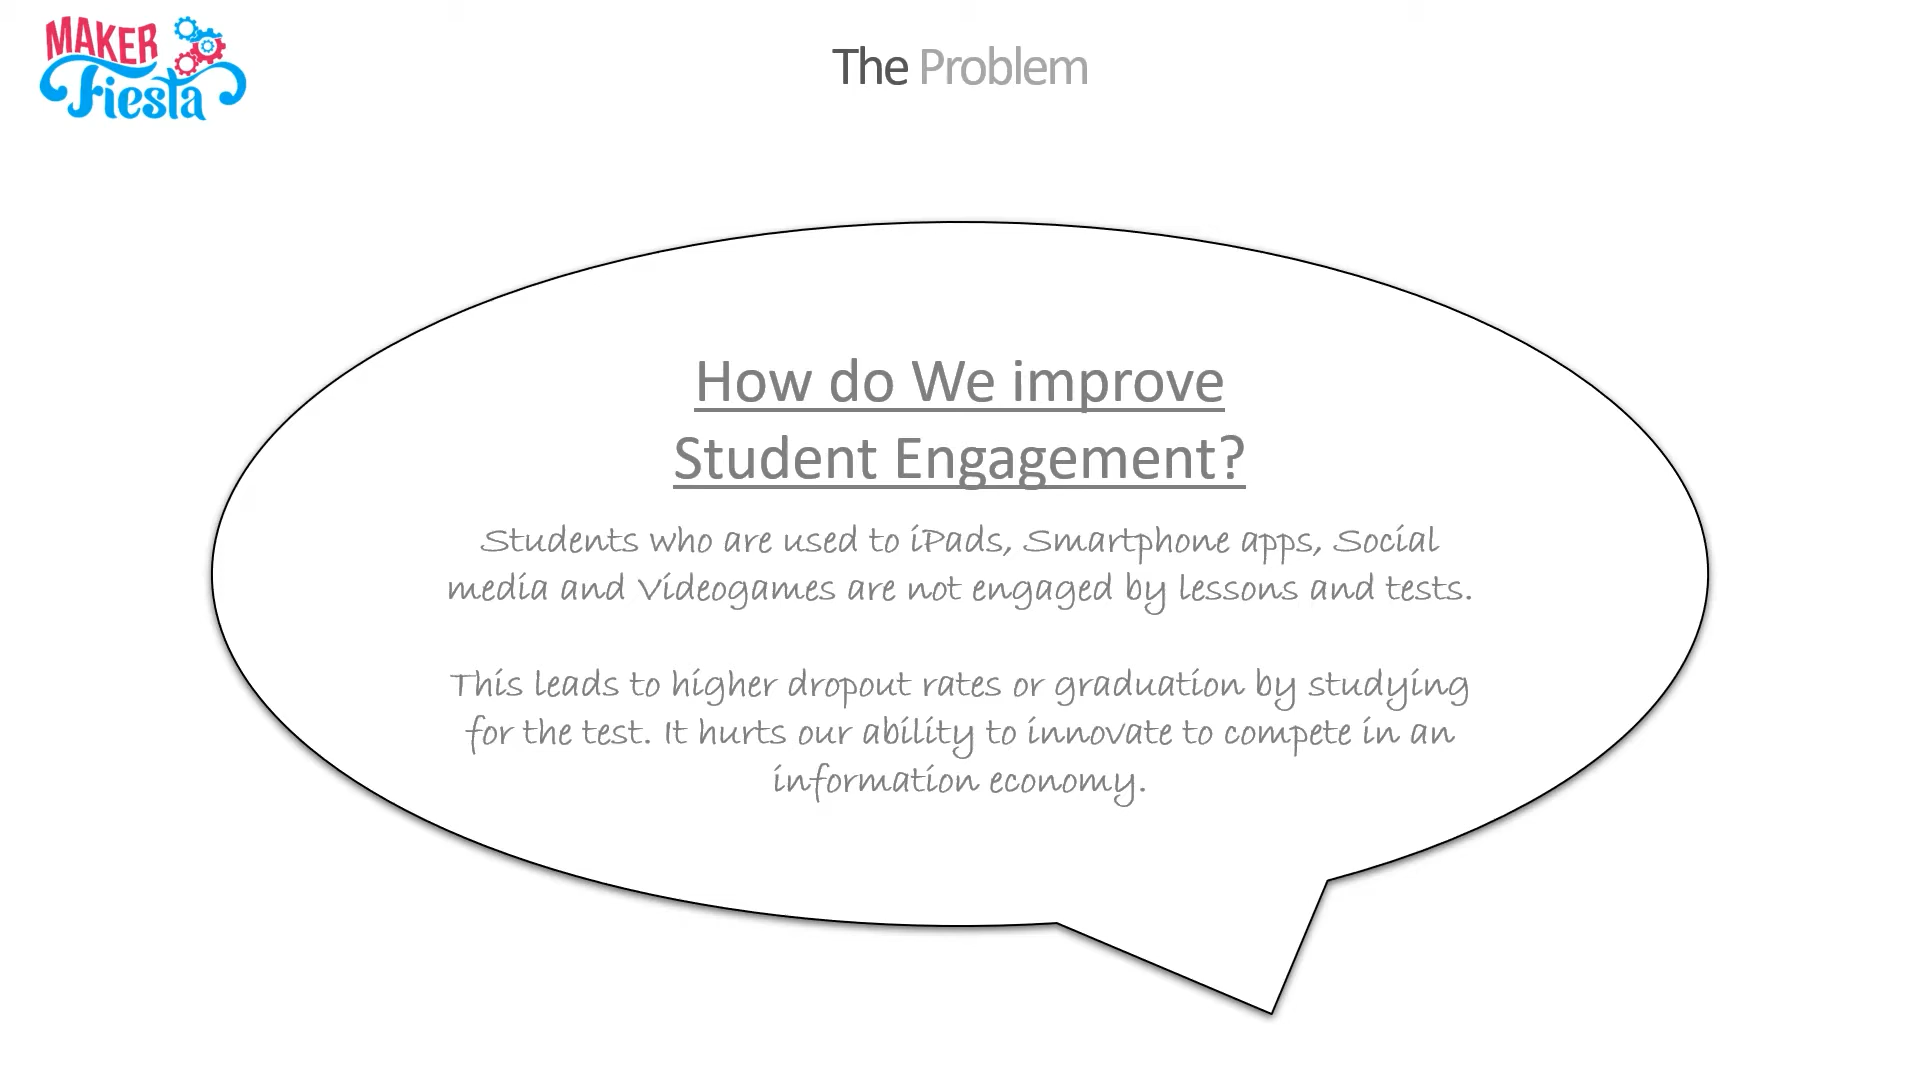 MAKER
Fiesta
The Problem
How do We improve
Student Engagement?
Students who are used to iPads, Smartphone apps, Social
media and Videogames are not engaged by lessons and tests.
This leads to higher dropout rates or graduation by studying
for the test. It hurts our ability to innovate to compete in an
information economy.